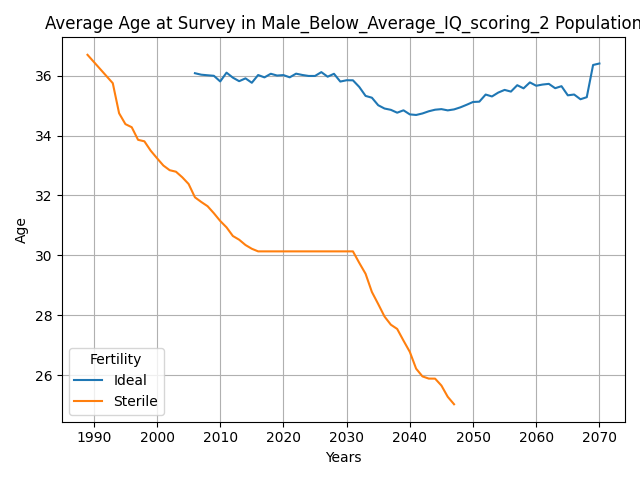 Average Age at Survey in Male_Below_Average_IQ_scoring_2 Population
Age
36
34
32
30
28
26
Fertility
Ideal
Sterile
1990 2000 2010 2020 2030 2040 2050 2060 2070
Years